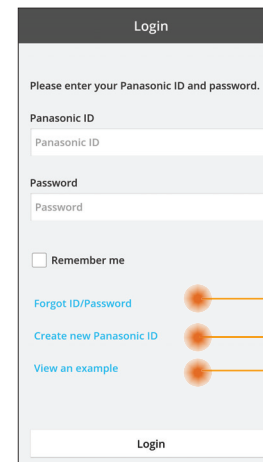 Login
Please enter your Panasonic ID and password.
Panasonic ID
Panasonic ID
Password
Password
Remember me
Forgot ID/Password
Create new Panasonic ID
View an example
Login